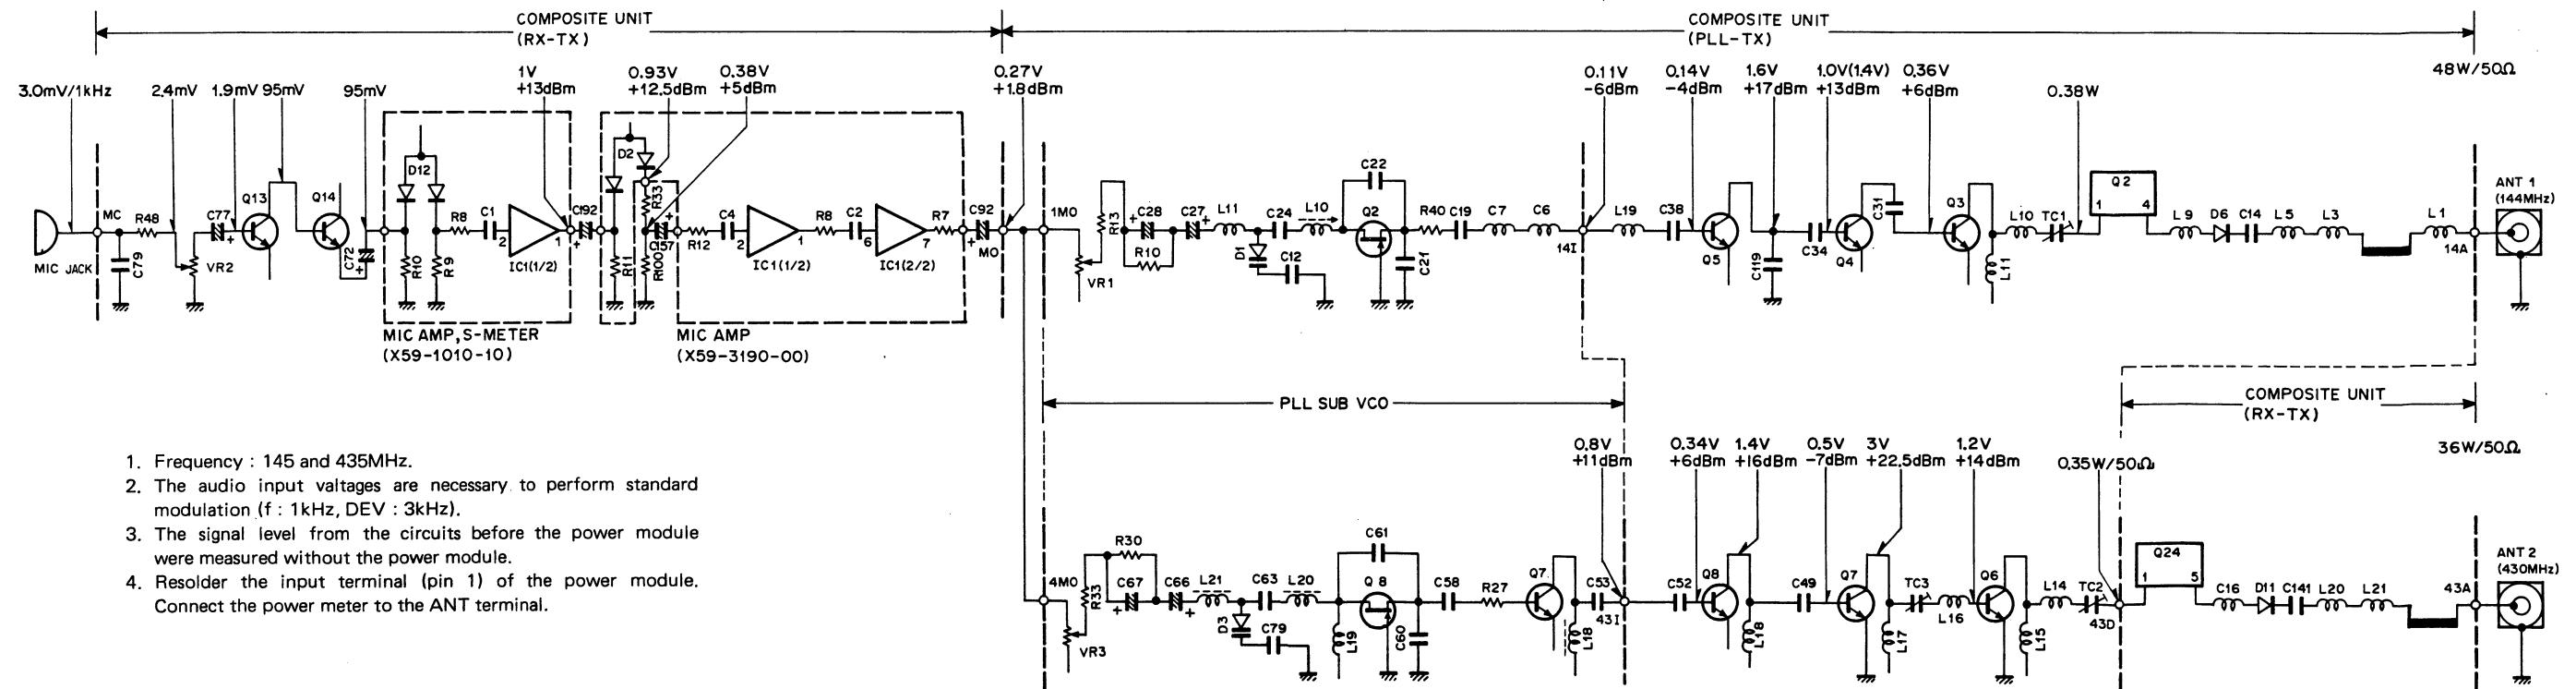 COMPOSITE UNIT
(RX-TX)
COMPOSITE UNIT
(PLL-TX)
3.0mV/1kHz
2.4mV
1.9mV
95mV
95mV
1V
+13dBm
0.93V
+12.5dBm
0.38V
+5dBm
0.27V
+1.8dBm
0.11V
-6dBm
0.14V
-4dBm
1.6V
+17dBm
1.0V(1.4V)
+13dBm
0.36V
+6dBm
0.38W
48W/50Ω
MIC JACK
MC
C79
R48
VR2
C77
Q13
Q14
C72
D12
R10
R9
R8
C1
2
1
IC1(1/2)
C192
D2
R11
R33
R100
C157
R12
C4
2
1
IC1(1/2)
R8
C2
6
7
IC1(2/2)
R7
C92
MO
1MO
VR1
R13
C28
R10
C27
L11
D1
C24
C12
L10
C22
Q2
C21
R40
C19
C7
C6
14I
L19
C38
Q5
C119
C34
Q4
C31
Q3
L11
L10
TC1
Q2
1
4
L9
D6
C14
L5
L3
L1
14A
ANT 1
(144MHz)
MIC AMP, S-METER
(X59-1010-10)
MIC AMP
(X59-3190-00)
PLL SUB VCO
COMPOSITE UNIT
(RX-TX)
0.8V
+11dBm
0.34V
+6dBm
1.4V
+16dBm
0.5V
-7dBm
3V
+22.5dBm
1.2V
+14dBm
0.35W/50Ω
36W/50Ω
4MO
VR3
R33
R30
C67
C66
L21
D3
C63
C79
L20
L19
C61
Q8
C60
C58
R27
Q7
L18
C53
43I
C52
Q8
L18
C49
Q7
L17
TC3
L16
Q6
L15
L14
TC2
43D
Q24
1
5
C16
D11
C141
L20
L21
43A
ANT 2
(430MHz)
1. Frequency : 145 and 435MHz.
2. The audio input valtages are necessary to perform standard
modulation (f : 1kHz, DEV : 3kHz).
3. The signal level from the circuits before the power module
were measured without the power module.
4. Resolder the input terminal (pin 1) of the power module.
Connect the power meter to the ANT terminal.